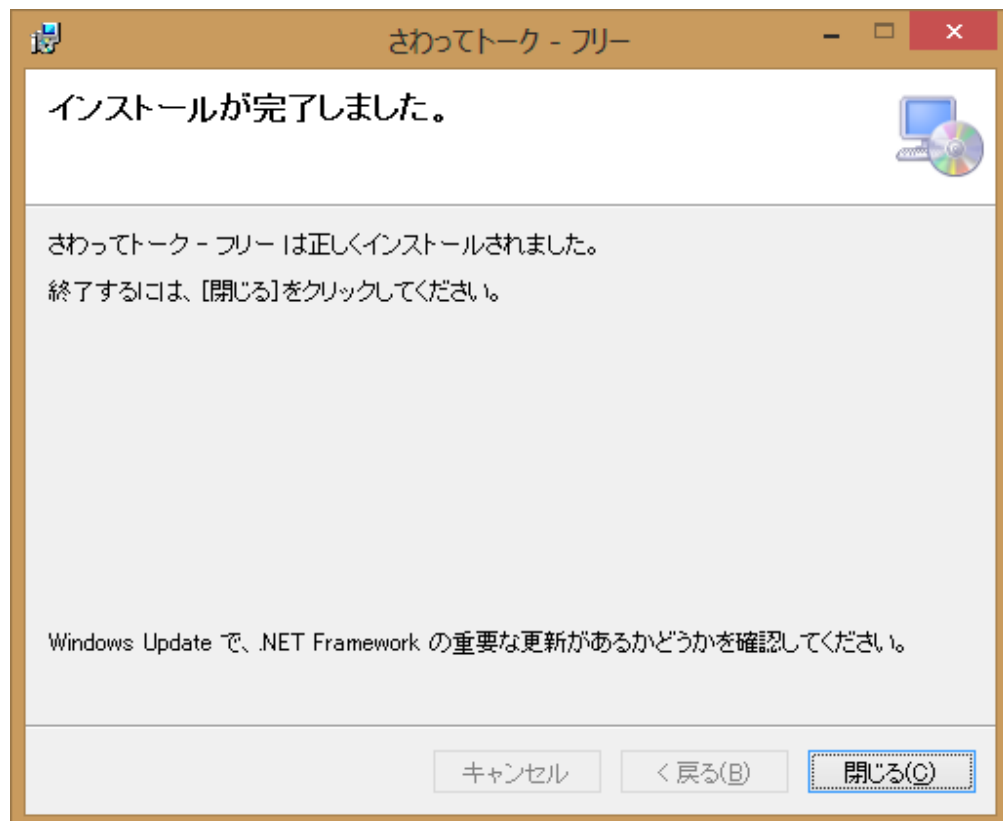 さわってトーク - フリー
インストールが完了しました。
さわってトーク - フリー は正しくインストールされました。
終了するには、[閉じる]をクリックしてください。
Windows Update で、.NET Framework の重要な更新があるかどうかを確認してください。
キャンセル
< 戻る(B)
閉じる(C)